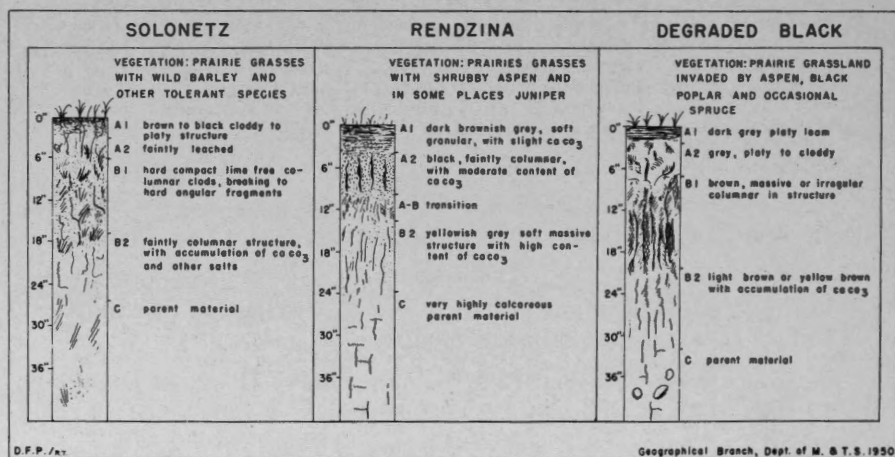 SOLONETZ
VEGETATION: PRAIRIE GRASSES
WITH WILD BARLEY AND
OTHER TOLERANT SPECIES
0"
A1 brown to black cloddy to
platy structure
A2 faintly leached
6"
B1 hard compact lime free co-
lumnar clods, breaking to
hard angular fragments
12"
18"
B2 faintly columnar structure,
with accumulation of caco3
and other salts
24"
C parent material
30"
36"
RENDZINA
VEGETATION: PRAIRIES GRASSES
WITH SHRUBBY ASPEN AND
IN SOME PLACES JUNIPER
0"
A1 dark brownish grey, soft
granular, with slight caco3
6"
A2 black, faintly columnar,
with moderate content of
caco3
12"
A-B transition
B2 yellowish grey soft massive
structure with high con-
tent of caco3
18"
24"
C very highly calcareous
parent material
30"
36"
DEGRADED BLACK
VEGETATION: PRAIRIE GRASSLAND
INVADED BY ASPEN, BLACK
POPLAR AND OCCASIONAL
SPRUCE
0"
A1 dark grey platy loam
A2 grey, platy to cloddy
6"
B1 brown, massive or irregular
columnar in structure
12"
18"
B2 light brown or yellow brown
with accumulation of caco3
24"
30"
C parent material
36"
D.F.P./RT.
Geographical Branch, Dept. of M. & T.S. 1950